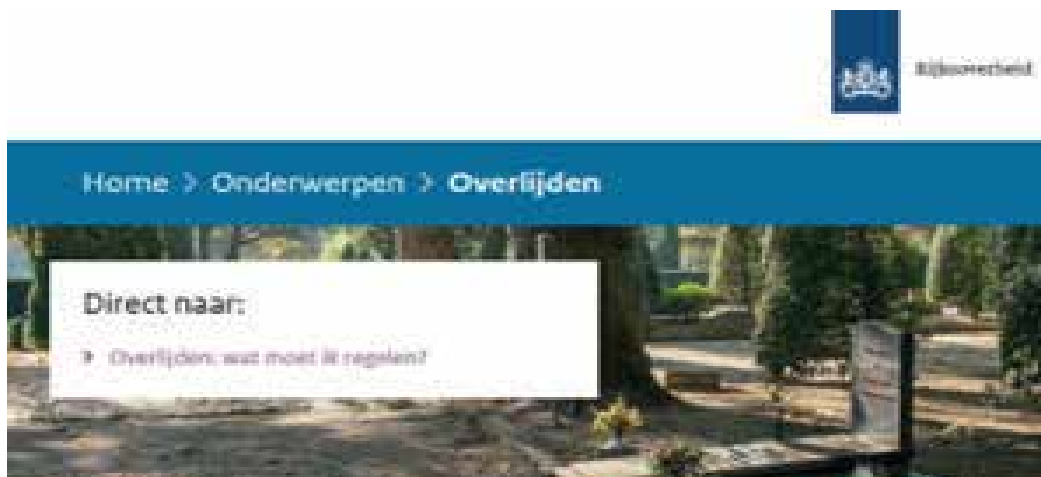 Rijksoverheid
Home > Onderwerpen > Overlijden
Direct naar:
> Overlijden, wat moet ik regelen?